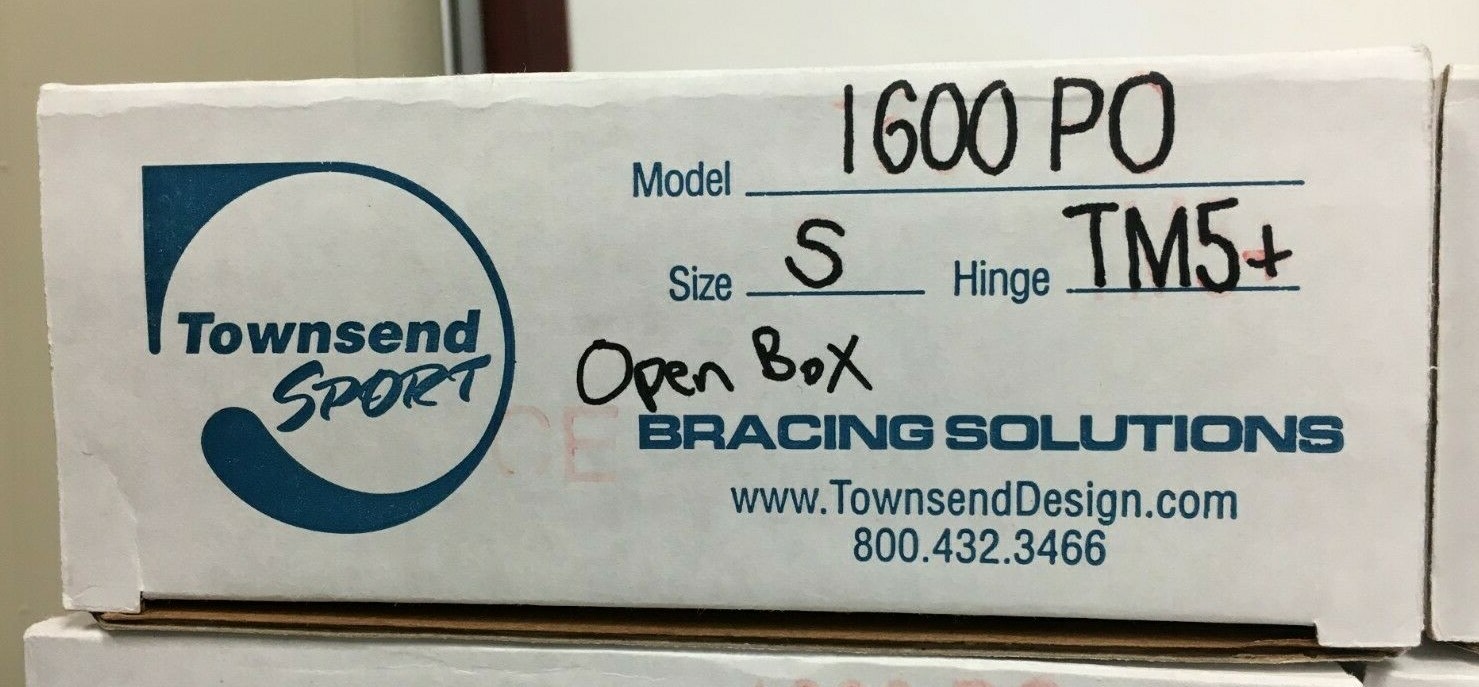 Model 1600 PO
Size S Hinge TM5+
Townsend
SPORT
Open Box
BRACING SOLUTIONS
www.TownsendDesign.com
800.432.3466